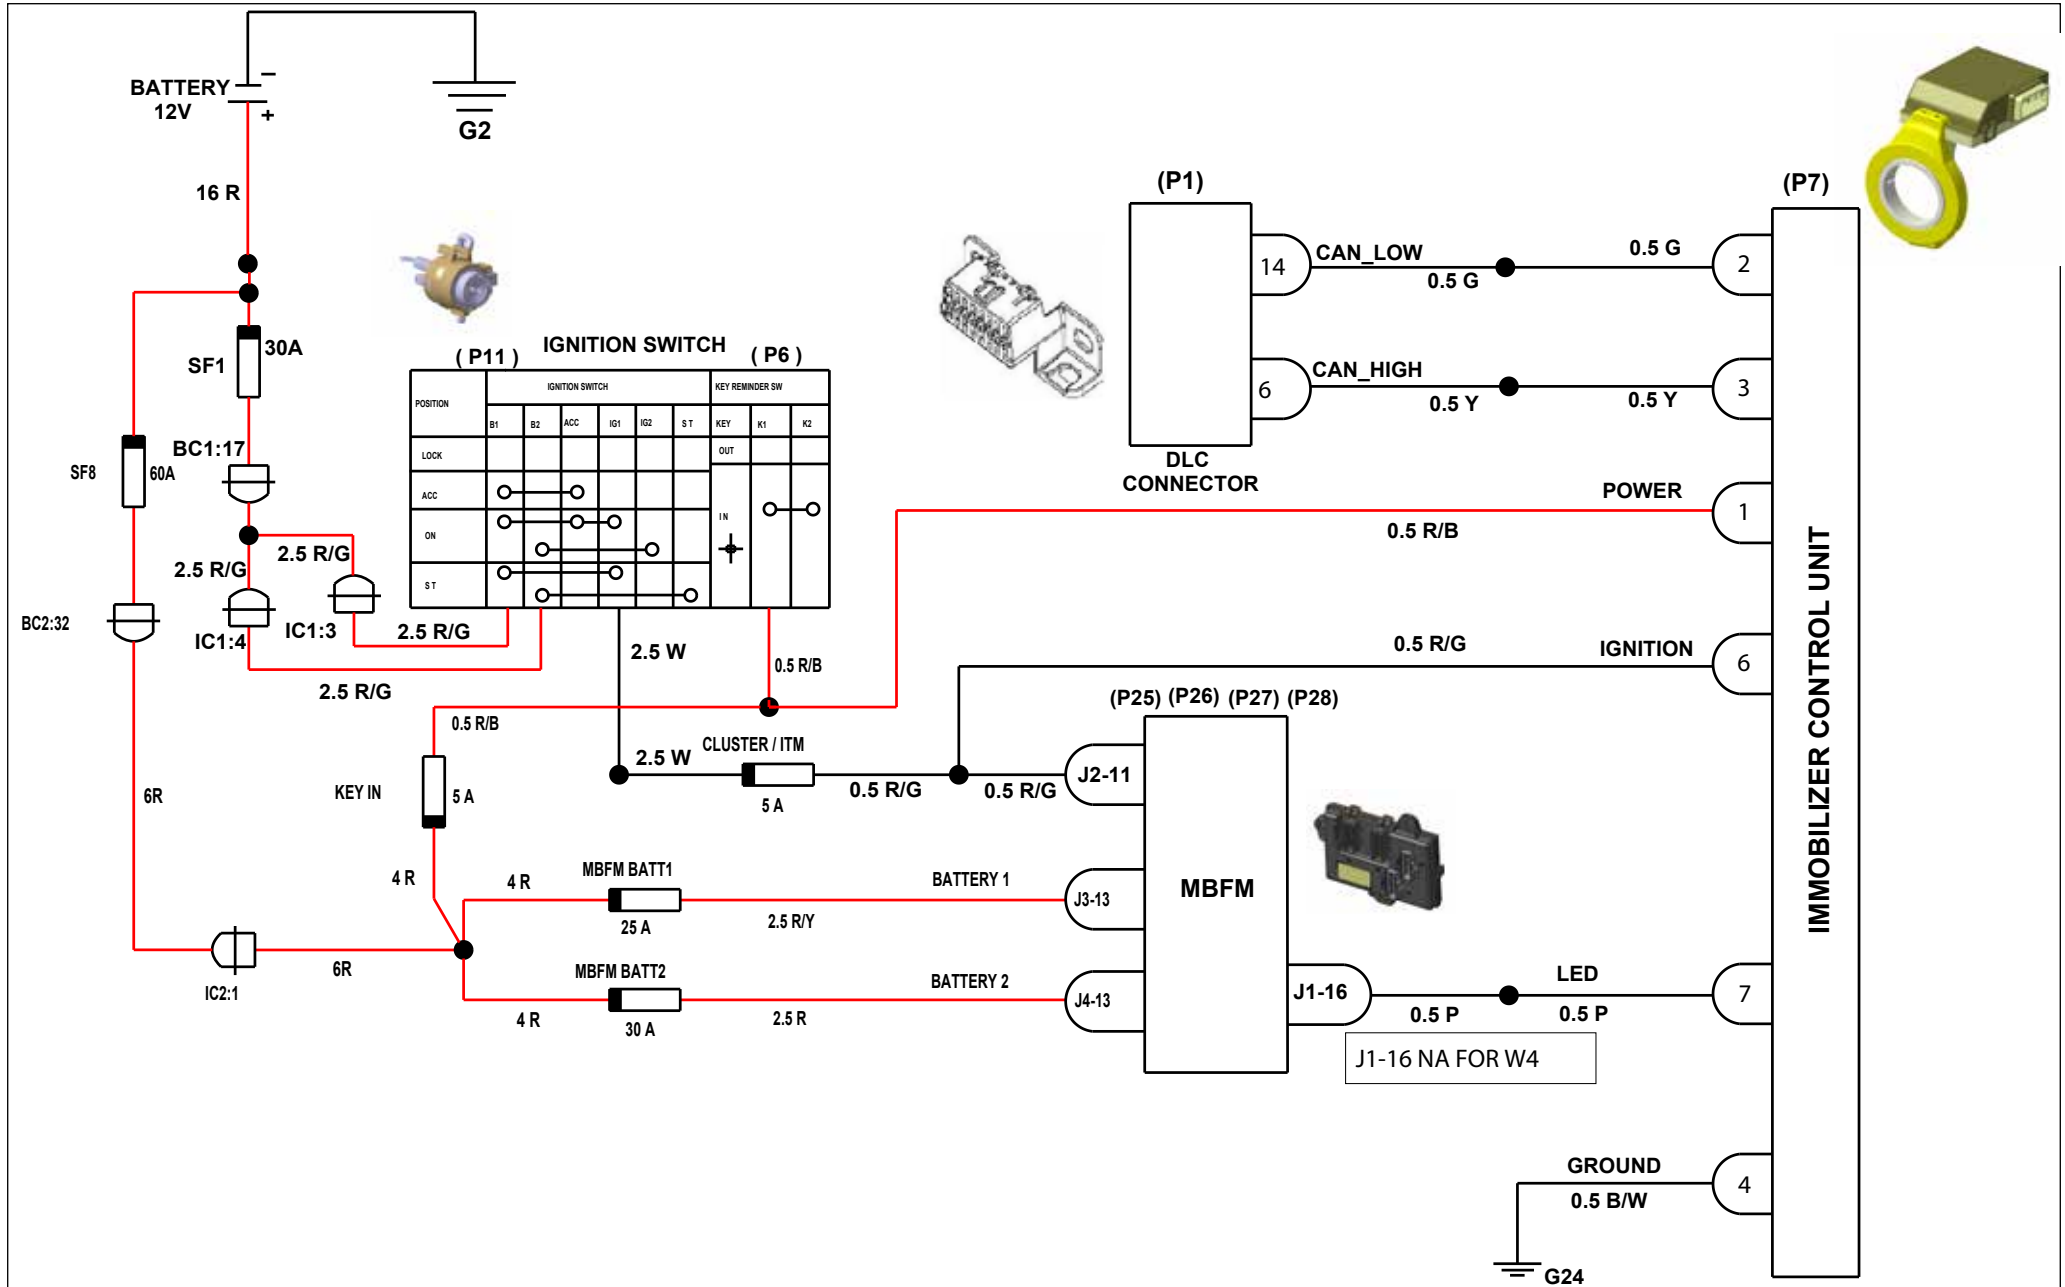 BATTERY
12V
−
+
G2
16 R
30A
SF1
SF8
60A
BC1:17
2.5 R/G
2.5 R/G
BC2:32
IC1:4
IC1:3
2.5 R/G
2.5 R/G
6R
IC2:1
6R
( P11 )
IGNITION SWITCH
( P6 )
POSITION
IGNITION SWITCH
KEY REMINDER SW
B1
B2
ACC
IG1
IG2
S T
KEY
K1
K2
LOCK
OUT
ACC
ON
I N
S T
2.5 W
0.5 R/B
0.5 R/B
2.5 W
CLUSTER / ITM
5 A
0.5 R/G
0.5 R/G
KEY IN
5 A
4 R
4 R
MBFM BATT1
25 A
2.5 R/Y
BATTERY 1
4 R
MBFM BATT2
30 A
2.5 R
BATTERY 2
(P25) (P26) (P27) (P28)
J2-11
J3-13
J4-13
MBFM
J1-16
0.5 P
LED
0.5 P
J1-16 NA FOR W4
(P1)
14
CAN_LOW
0.5 G
0.5 G
2
6
CAN_HIGH
0.5 Y
0.5 Y
3
DLC
CONNECTOR
POWER
0.5 R/B
1
0.5 R/G
IGNITION
6
7
GROUND
0.5 B/W
4
G24
(P7)
IMMOBILIZER CONTROL UNIT